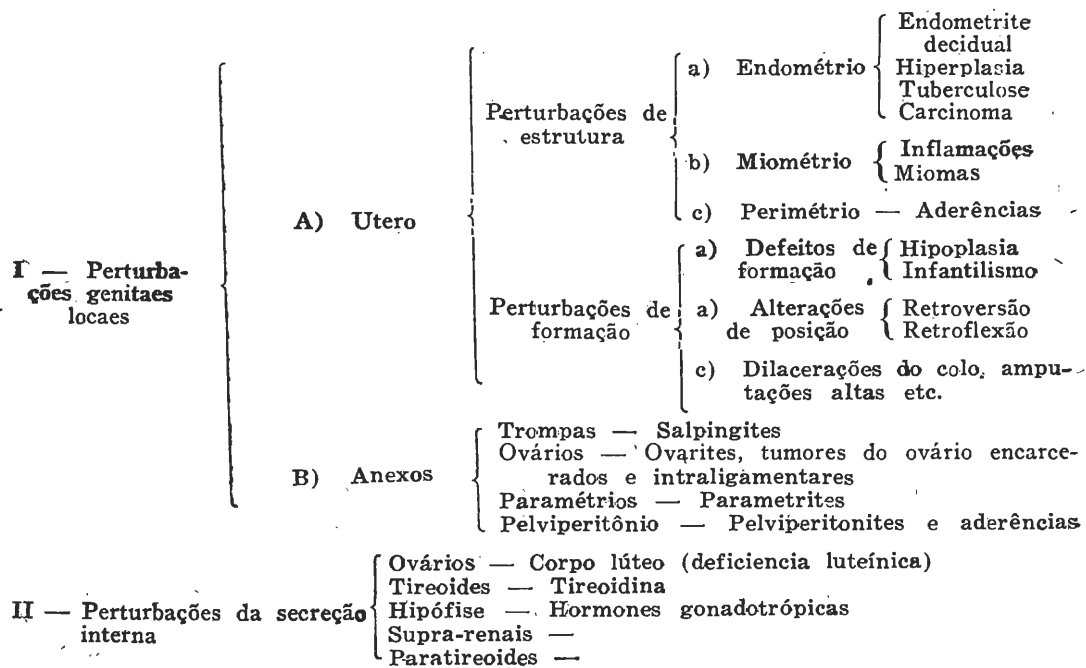 Endometrite
decidual
a) Endométrio
Hiperplasia
Tuberculose
Carcinoma
Perturbações de
estrutura
b) Miométrio
Inflamações
Miomas
c) Perimétrio — Aderências
A) Utero
I — Perturba-
ções genitaes
locaes
Perturbações de
formação
a) Defeitos de
formação
Hipoplasia
Infantilismo
a) Alterações
de posição
Retroversão
Retroflexão
c) Dilacerações do colo, ampu-
tações altas etc.
B) Anexos
Trompas — Salpingites
Ovários — Ovarites, tumores do ovário encarce-
rados e intraligamentares
Paramétrios — Parametrites
Pelviperitônio — Pelviperitonites e aderências
II — Perturbações da secreção
interna
Ovários — Corpo lúteo (deficiencia luteínica)
Tireoides — Tireoidina
Hipófise — Hormones gonadotrópicas
Supra-renais —
Paratireoides —